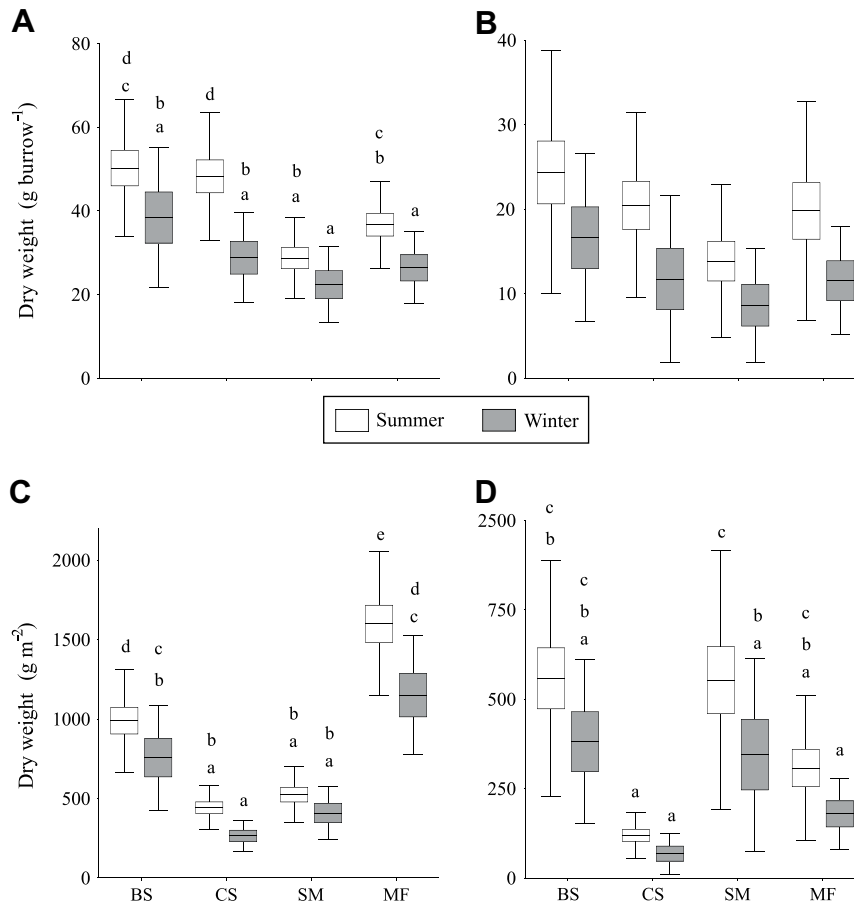 A
B
80
60
40
20
0
Dry weight (g burrow⁻¹)
d
c
b
a
d
b
a
b
a
a
c
b
a
40
30
20
10
0
Summer
Winter
C
D
2000
1500
1000
500
0
Dry weight (g m⁻²)
d
c
b
b
a
a
b
a
b
a
e
d
c
BS
CS
SM
MF
2500
750
500
250
0
c
b
c
b
a
a
a
c
b
a
c
b
a
a
BS
CS
SM
MF